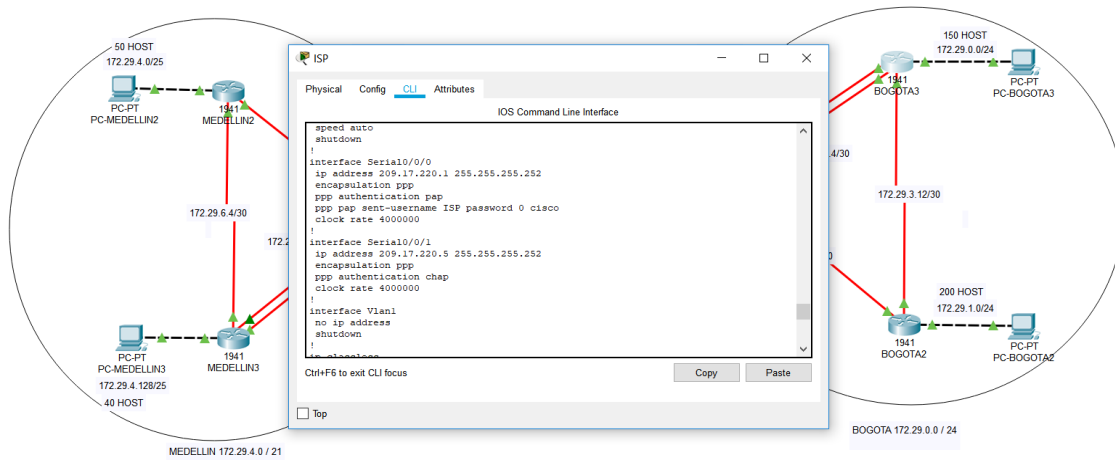 50 HOST
172.29.4.0/25
PC-PT
PC-MEDELLIN2
1941
MEDELLIN2
172.29.6.4/30
172.2
PC-PT
PC-MEDELLIN3
172.29.4.128/25
40 HOST
1941
MEDELLIN3
MEDELLIN 172.29.4.0 / 21
ISP
Physical Config CLI Attributes
IOS Command Line Interface
speed auto
shutdown
!
interface Serial0/0/0
ip address 209.17.220.1 255.255.255.252
encapsulation ppp
ppp authentication pap
ppp pap sent-username ISP password 0 cisco
clock rate 4000000
!
interface Serial0/0/1
ip address 209.17.220.5 255.255.255.252
encapsulation ppp
ppp authentication chap
clock rate 4000000
!
interface Vlan1
no ip address
shutdown
!
ip classless
Ctrl+F6 to exit CLI focus
Copy Paste
Top
150 HOST
172.29.0.0/24
1941
BOGOTA3
PC-PT
PC-BOGOTA3
.4/30
172.29.3.12/30
0
200 HOST
172.29.1.0/24
1941
BOGOTA2
PC-PT
PC-BOGOTA2
BOGOTA 172.29.0.0 / 24